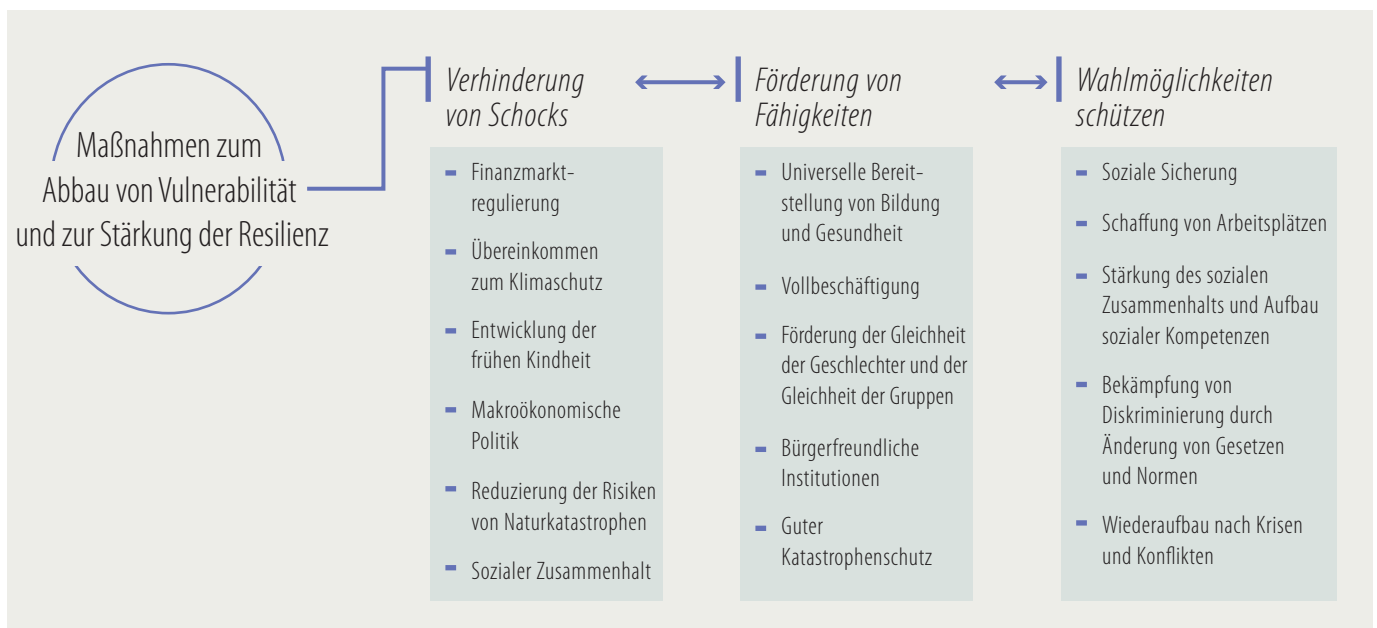 Maßnahmen zum
Abbau von Vulnerabilität
und zur Stärkung der Resilienz
Verhinderung
von Schocks
- Finanzmarkt-
regulierung
- Übereinkommen
zum Klimaschutz
- Entwicklung der
frühen Kindheit
- Makroökonomische
Politik
- Reduzierung der Risiken
von Naturkatastrophen
- Sozialer Zusammenhalt
Förderung von
Fähigkeiten
- Universelle Bereit-
stellung von Bildung
und Gesundheit
- Vollbeschäftigung
- Förderung der Gleichheit
der Geschlechter und der
Gleichheit der Gruppen
- Bürgerfreundliche
Institutionen
- Guter
Katastrophenschutz
Wahlmöglichkeiten
schützen
- Soziale Sicherung
- Schaffung von Arbeitsplätzen
- Stärkung des sozialen
Zusammenhalts und Aufbau
sozialer Kompetenzen
- Bekämpfung von
Diskriminierung durch
Änderung von Gesetzen
und Normen
- Wiederaufbau nach Krisen
und Konflikten